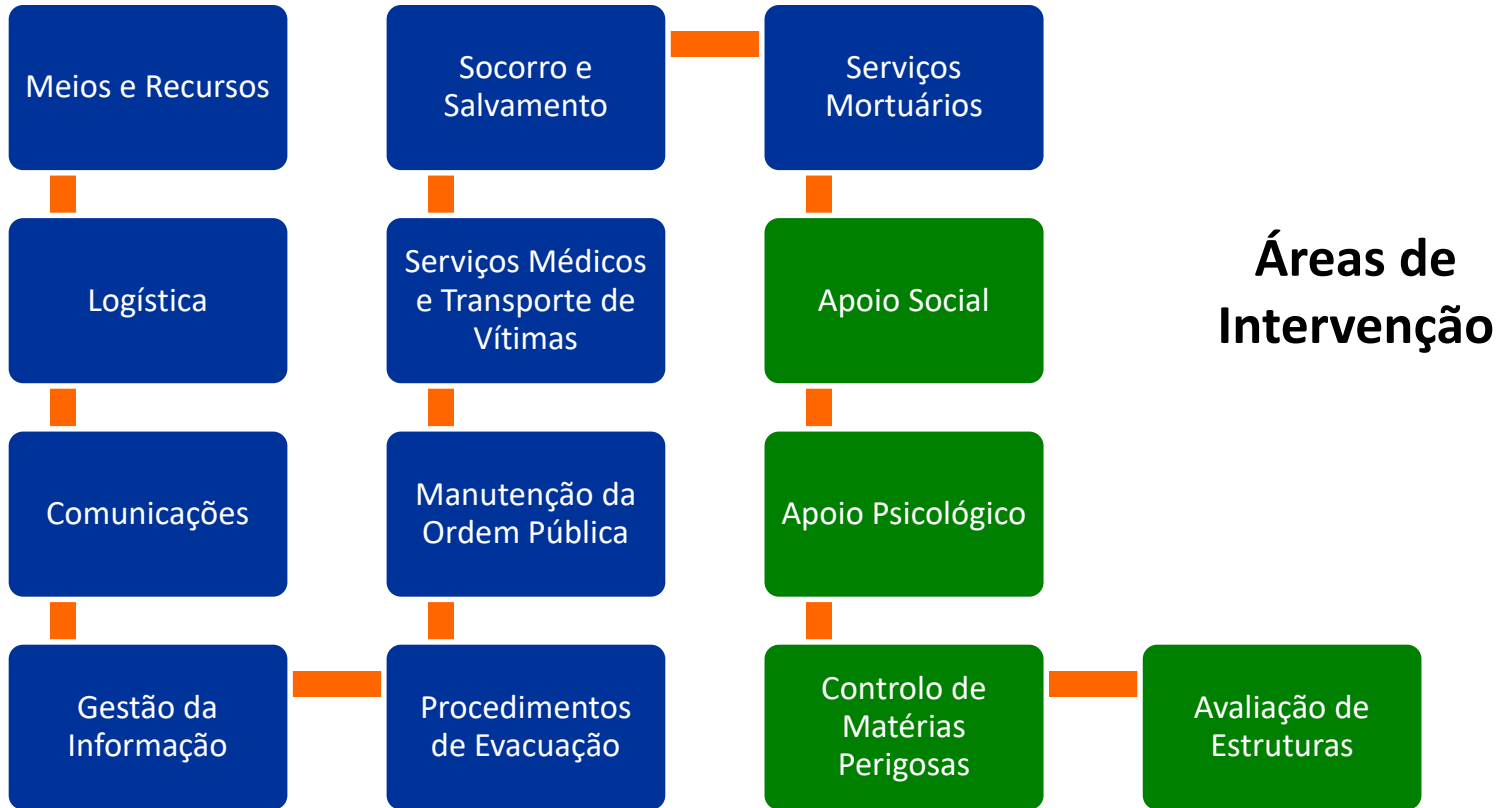 Meios e Recursos
Logística
Comunicações
Gestão da
Informação
Procedimentos
de Evacuação
Manutenção da
Ordem Pública
Serviços Médicos
e Transporte de
Vítimas
Socorro e
Salvamento
Serviços
Mortuários
Apoio Social
Apoio Psicológico
Controlo de
Matérias
Perigosas
Avaliação de
Estruturas
Áreas de
Intervenção